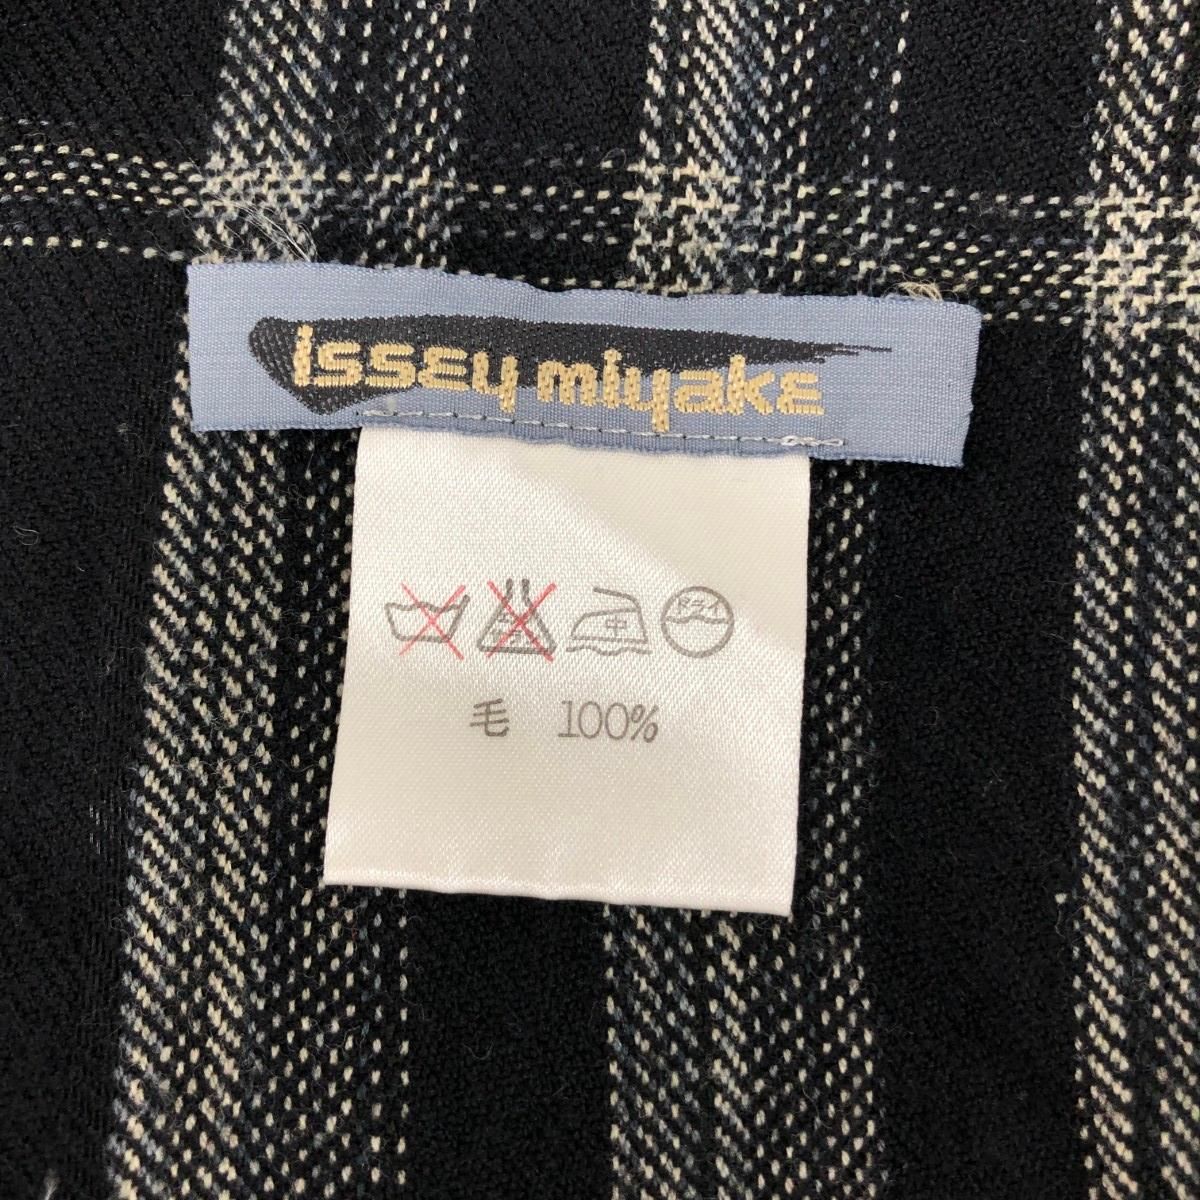 issey miyake
中 ドライ
毛 100%